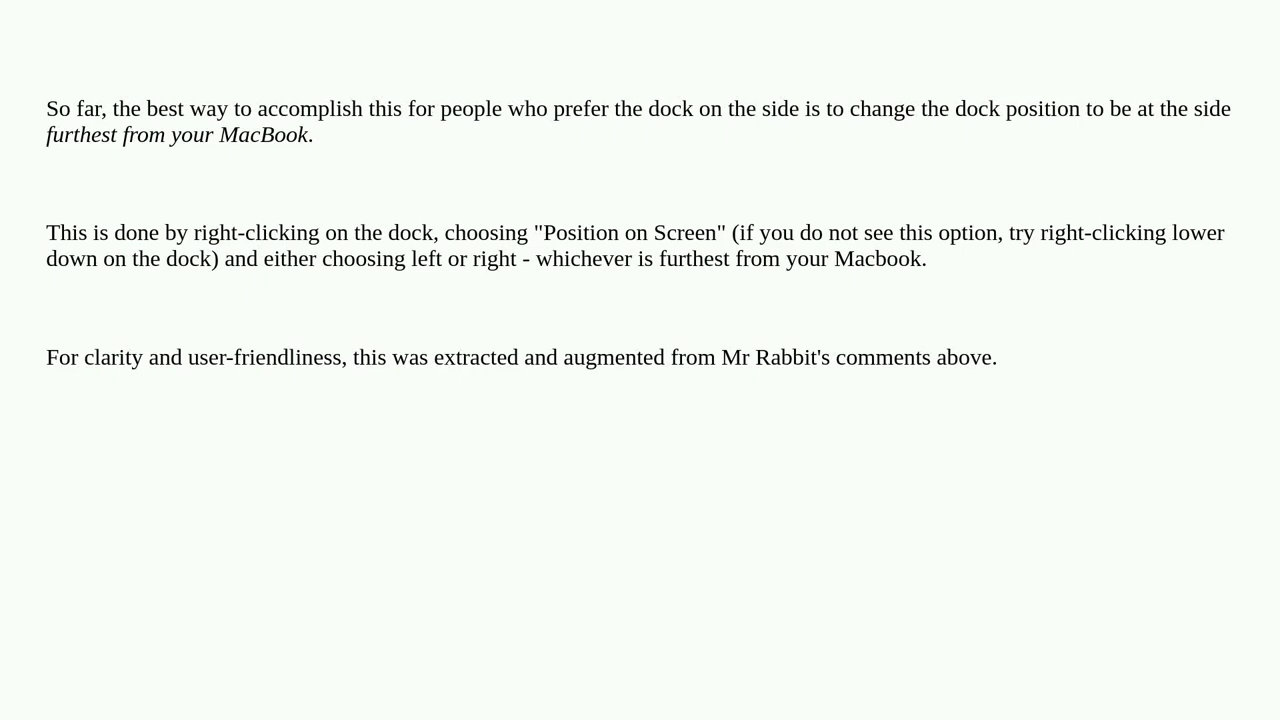 So far, the best way to accomplish this for people who prefer the dock on the side is to change the dock position to be at the side
furthest from your MacBook.
This is done by right-clicking on the dock, choosing "Position on Screen" (if you do not see this option, try right-clicking lower
down on the dock) and either choosing left or right - whichever is furthest from your Macbook.
For clarity and user-friendliness, this was extracted and augmented from Mr Rabbit's comments above.